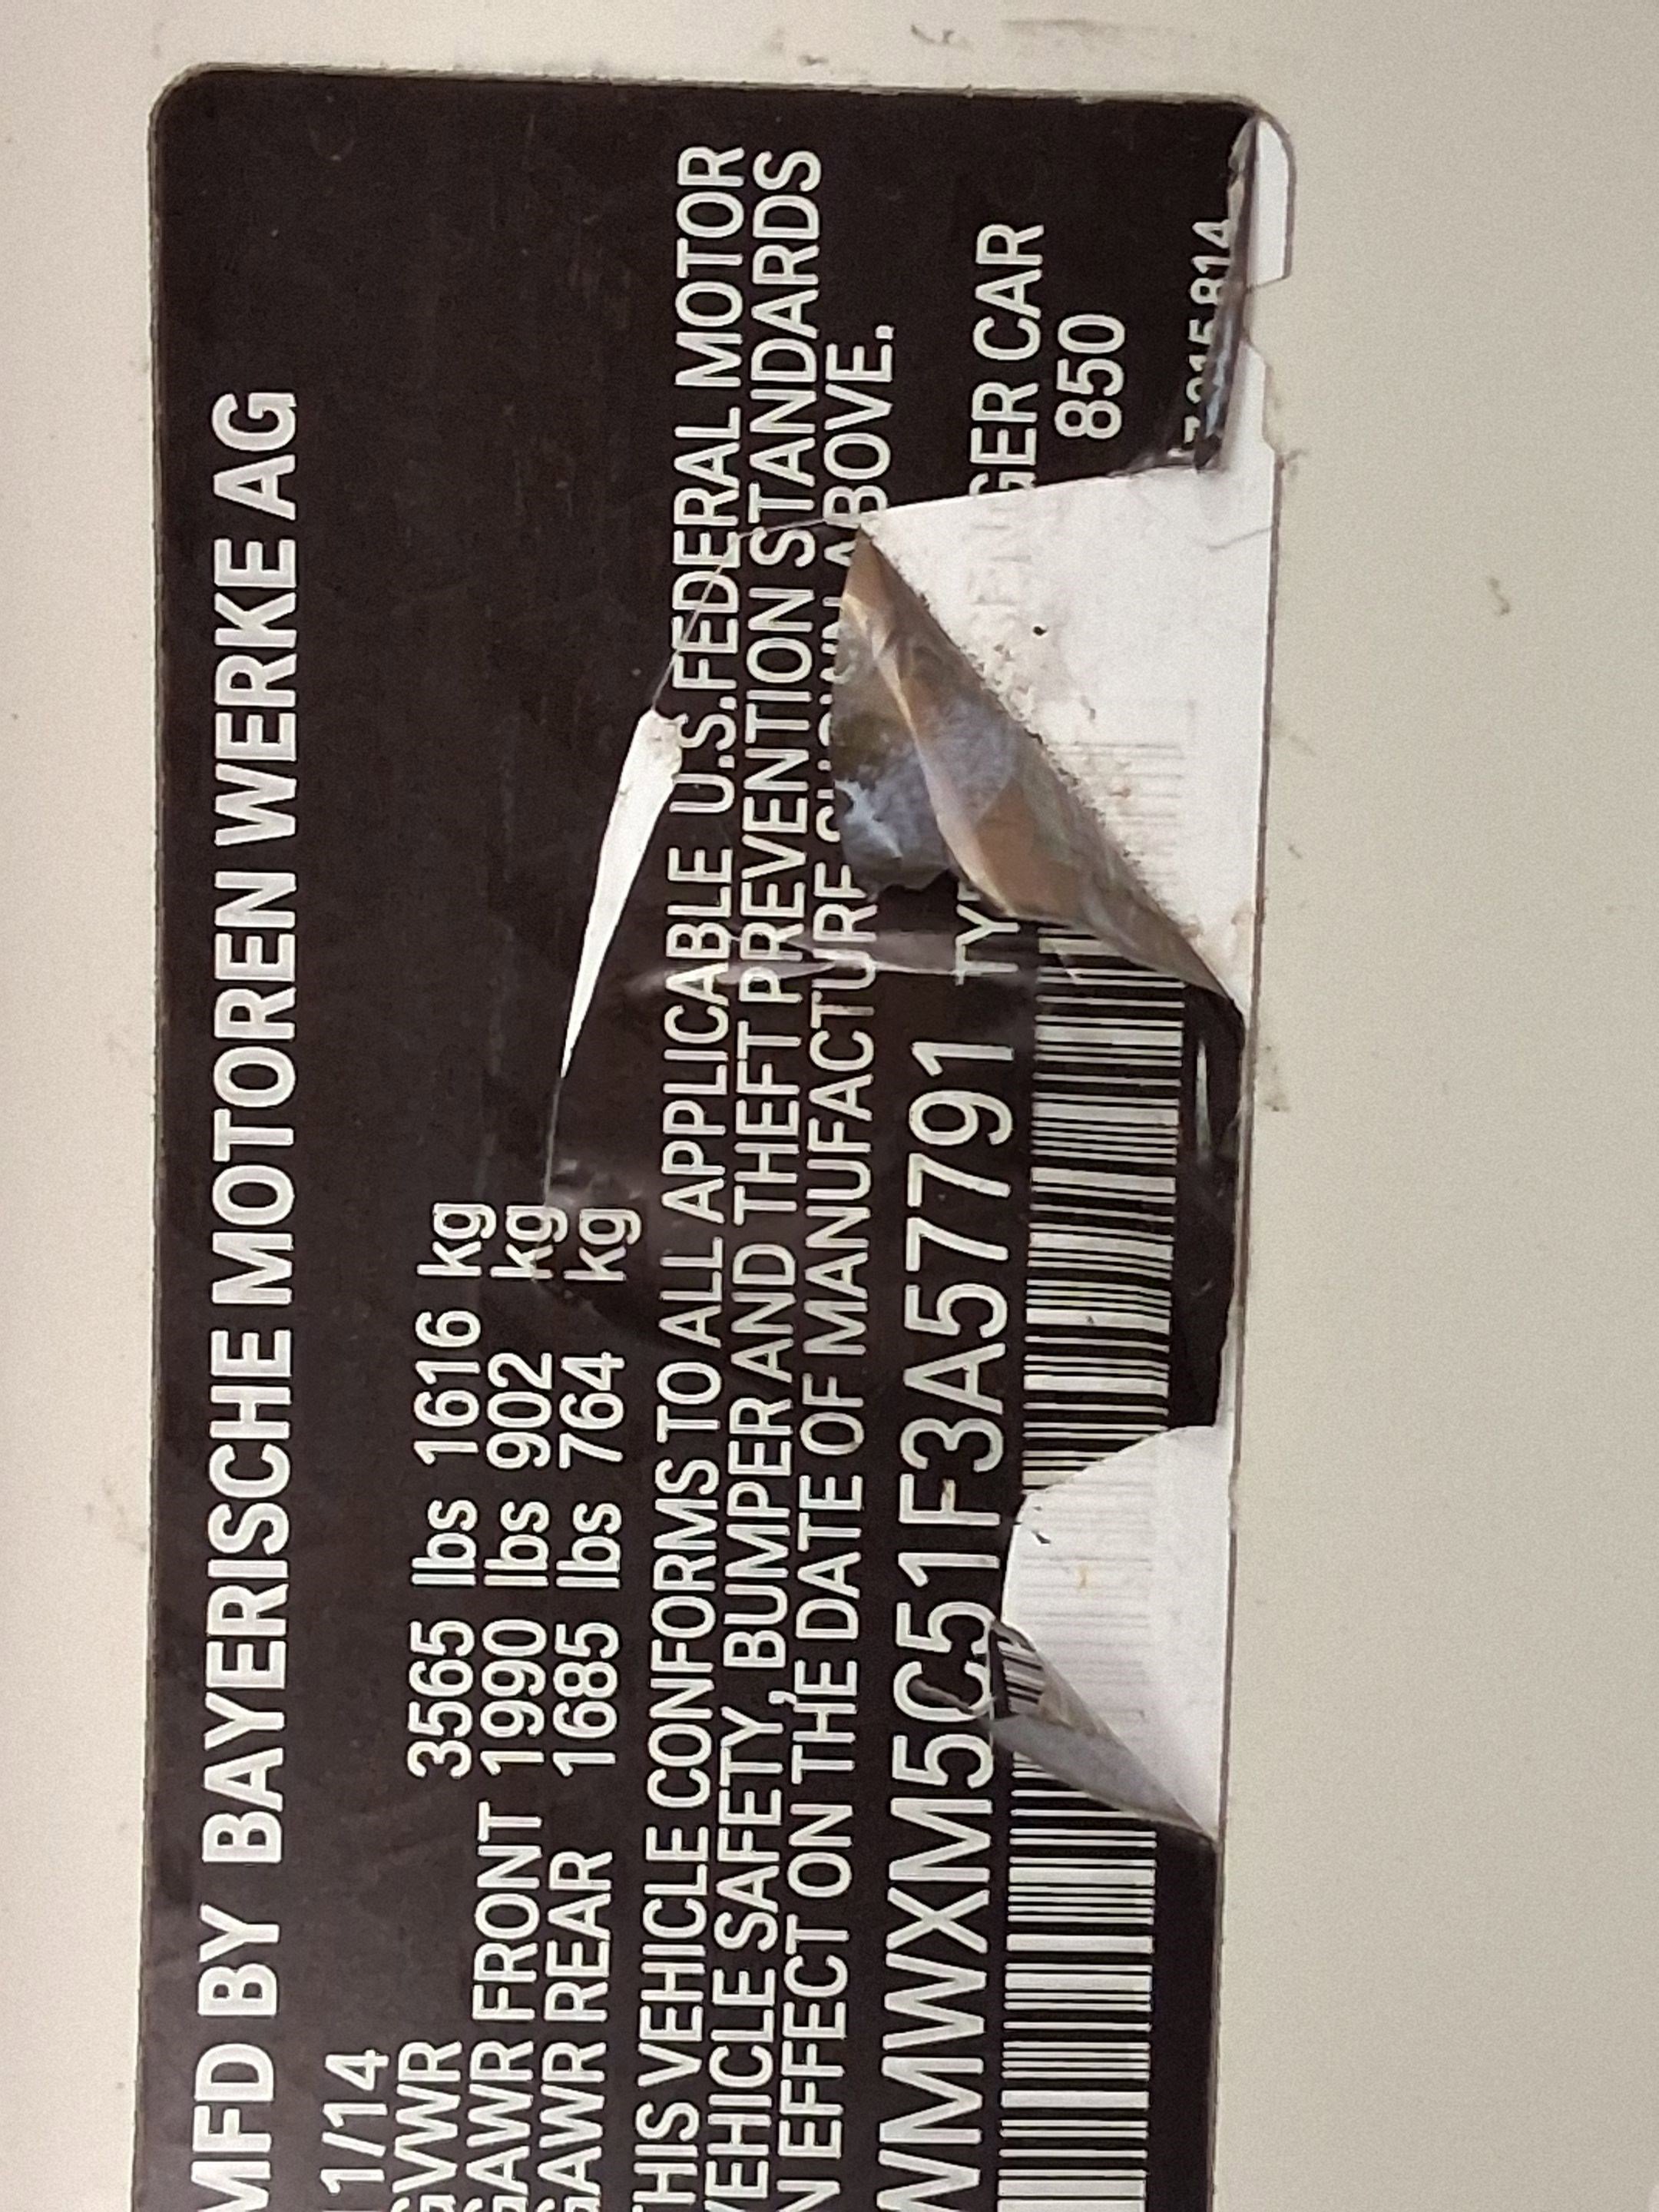 MFD BY BAYERISCHE MOTOREN WERKE AG
11/14
GVWR 3565 lbs 1616 kg
GAWR FRONT 1990 lbs 902 kg
GAWR REAR 1685 lbs 764 kg
THIS VEHICLE CONFORMS TO ALL APPLICABLE U.S.FEDERAL MOTOR
VEHICLE SAFETY, BUMPER AND THEFT PREVENTION STANDARDS
IN EFFECT ON THE DATE OF MANUFACTURE SHOWN ABOVE.
WMWXM5C51F3A57791 CAR
850